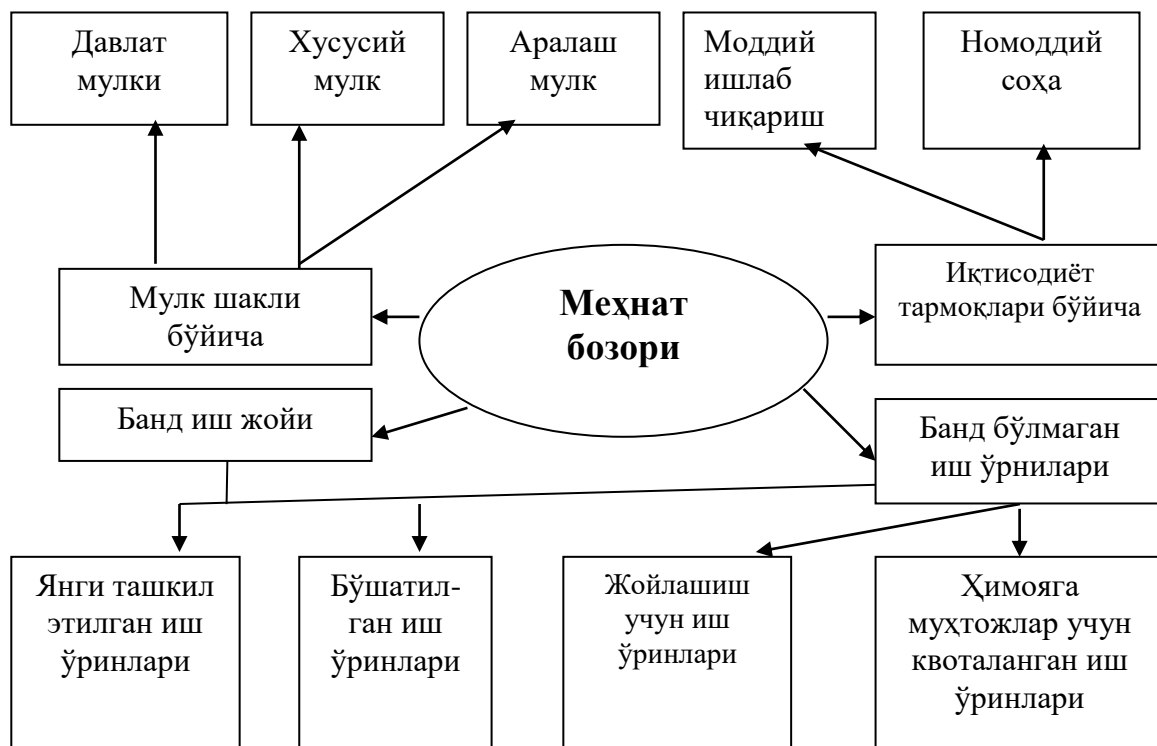 Давлат
мулки
Хусусий
мулк
Аралаш
мулк
Моддий
ишлаб
чиқариш
Номоддий
соҳа
Мулк шакли
бўйича
Меҳнат
бозори
Иқтисодиёт
тармоқлари бўйича
Банд иш жойи
Банд бўлмаган
иш ўрнилари
Янги ташкил
этилган иш
ўринлари
Бўшатил-
ган иш
ўринлари
Жойлашиш
учун иш
ўринлари
Ҳимояга
муҳтожлар учун
квоталанган иш
ўринлари